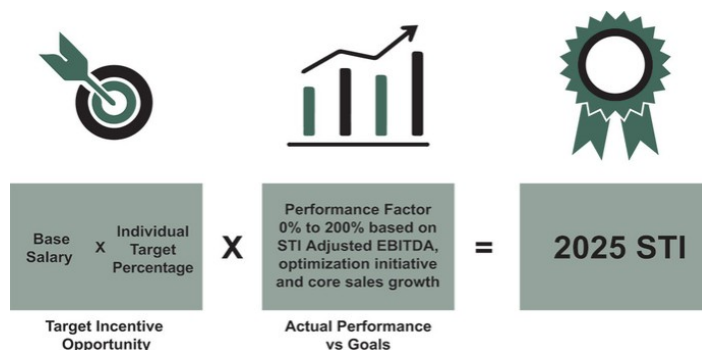 Base
Salary
x
Individual
Target
Percentage
X
Performance Factor
0% to 200% based on
STI Adjusted EBITDA,
optimization initiative
and core sales growth
=
2025 STI
Target Incentive
Opportunity
Actual Performance
vs Goals